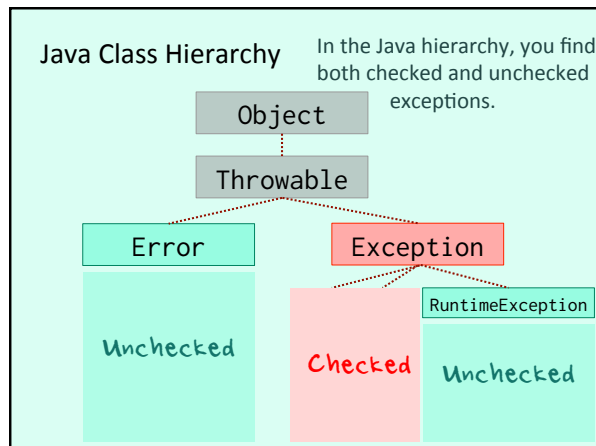 Java Class Hierarchy
In the Java hierarchy, you find
both checked and unchecked
exceptions.
Object
Throwable
Error
Exception
RuntimeException
Unchecked
Checked
Unchecked